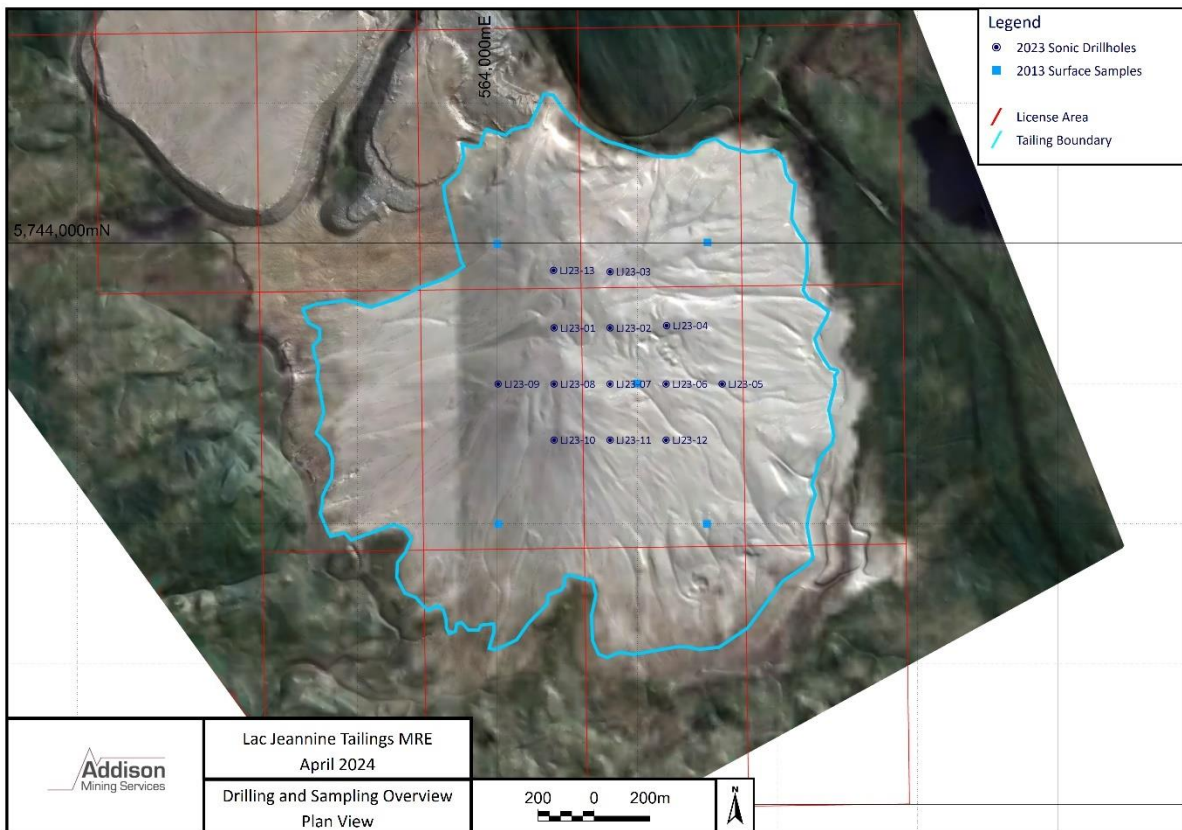 Legend
2023 Sonic Drillholes
2013 Surface Samples
License Area
Tailing Boundary
564,000mE
5,744,000mN
LJ23-13
LJ23-03
LJ23-01
LJ23-02
LJ23-04
LJ23-09
LJ23-08
LJ23-07
LJ23-06
LJ23-05
LJ23-10
LJ23-11
LJ23-12
Addison
Mining Services
Lac Jeannine Tailings MRE
April 2024
Drilling and Sampling Overview
Plan View
200 0 200m
N